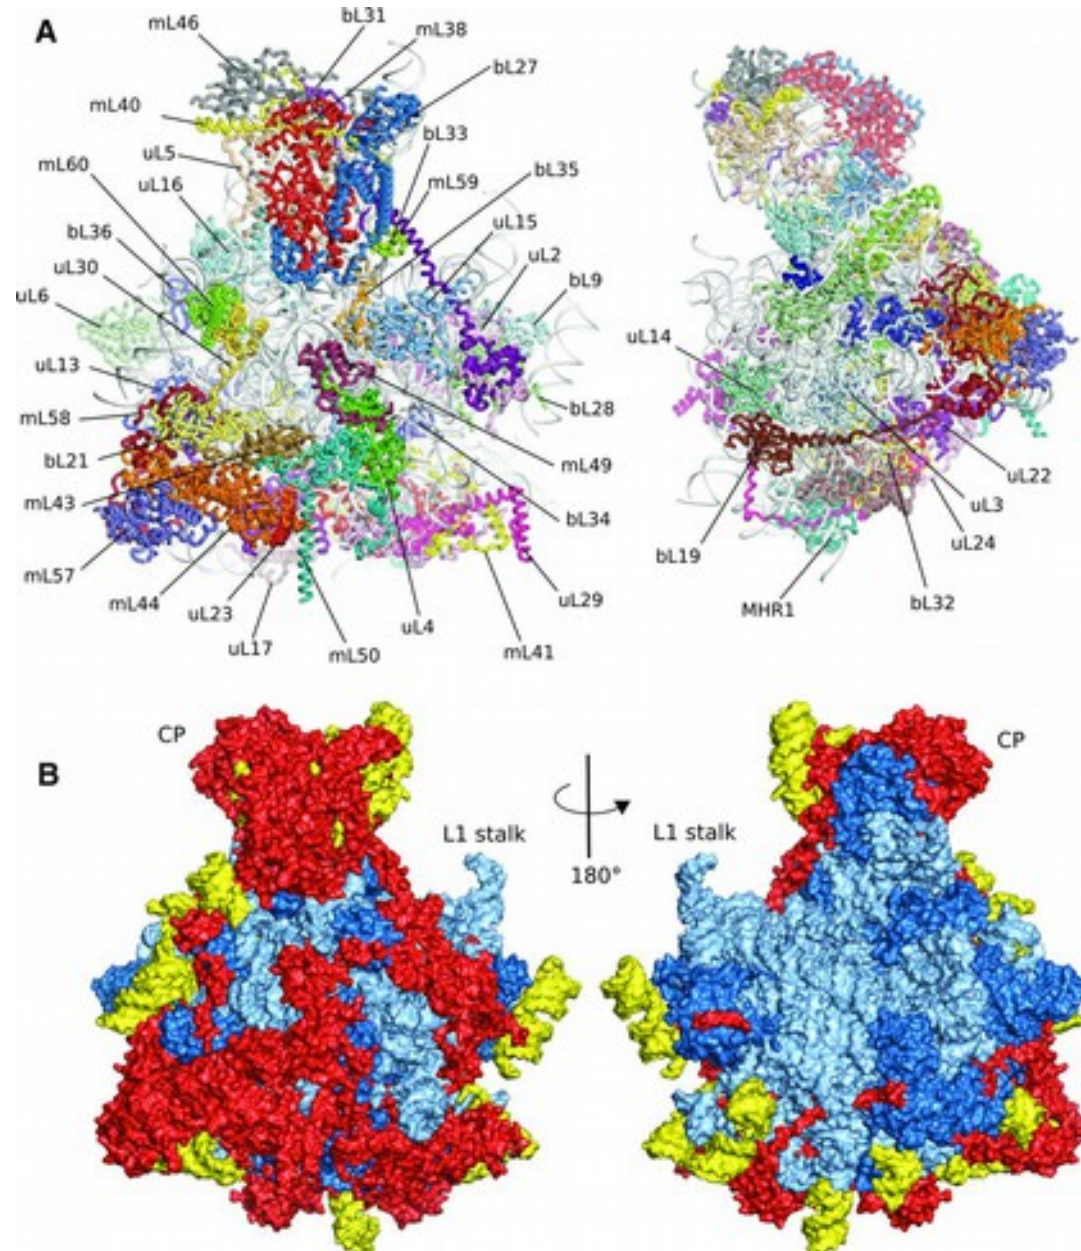 A
mL46
bL31
mL38
bL27
mL40
bL33
uL5
mL59
bL35
mL60
uL16
uL15
bL36
uL2
uL30
bL9
uL6
uL13
mL58
bL28
bL21
mL49
mL43
bL34
mL57
mL44
uL23
uL4
uL29
uL17
mL50
mL41
uL14
uL22
uL3
uL24
bL19
bL32
MHR1
B
CP
L1 stalk
180°
L1 stalk
CP